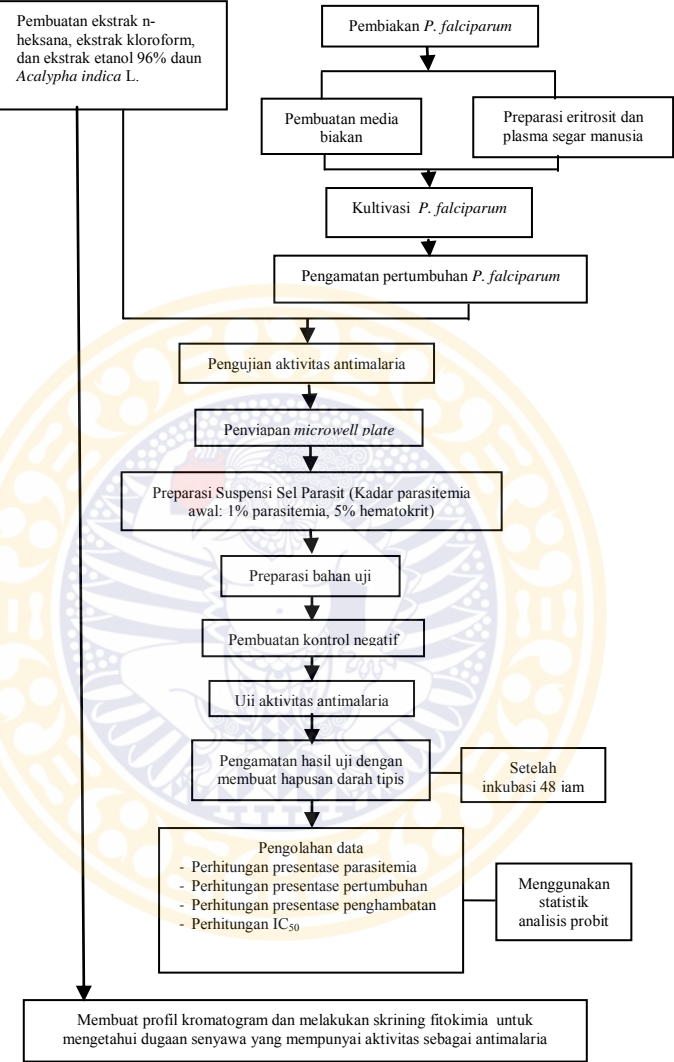 Pembuatan ekstrak n-
heksana, ekstrak kloroform,
dan ekstrak etanol 96% daun
Acalypha indica L.
Pembiakan P. falciparum
Pembuatan media
biakan
Preparasi eritrosit dan
plasma segar manusia
Kultivasi P. falciparum
Pengamatan pertumbuhan P. falciparum
Pengujian aktivitas antimalaria
Penyiapan microwell plate
Preparasi Suspensi Sel Parasit (Kadar parasitemia
awal: 1% parasitemia, 5% hematokrit)
Preparasi bahan uji
Pembuatan kontrol negatif
Uji aktivitas antimalaria
Pengamatan hasil uji dengan
membuat hapusan darah tipis
Setelah
inkubasi 48 jam
Pengolahan data
- Perhitungan presentase parasitemia
- Perhitungan presentase pertumbuhan
- Perhitungan presentase penghambatan
- Perhitungan IC50
Menggunakan
statistik
analisis probit
Membuat profil kromatogram dan melakukan skrining fitokimia untuk
mengetahui dugaan senyawa yang mempunyai aktivitas sebagai antimalaria